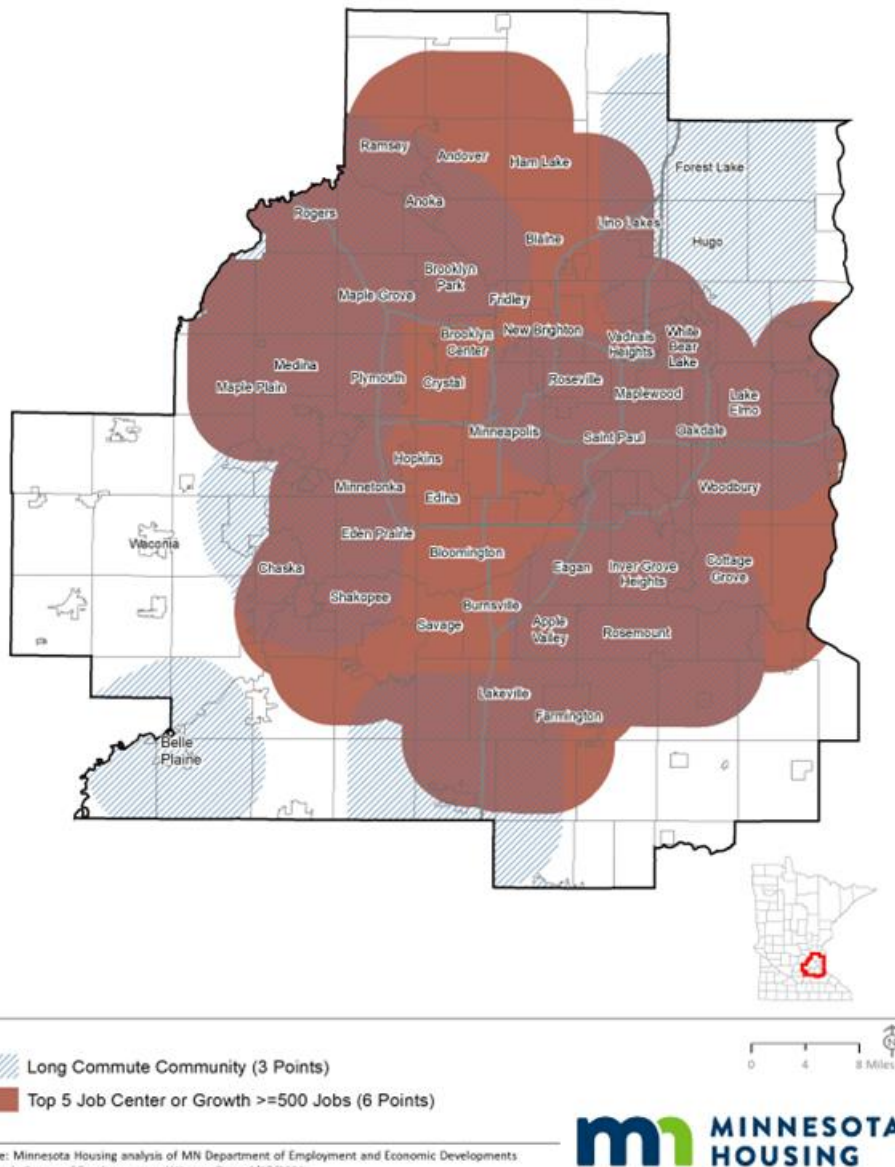 Ramsey
Andover
Ham Lake
Forest Lake
Anoka
Rogers
Lino Lakes
Blaine
Hugo
Brooklyn
Park
Maple Grove
Fridley
Brooklyn
Center
New Brighton
Vadnais
Heights
White
Bear
Lake
Medina
Maple Plain
Plymouth
Crystal
Roseville
Maplewood
Lake
Elmo
Minneapolis
Saint Paul
Oakdale
Hopkins
Minnetonka
Edina
Woodbury
Waconia
Eden Prairie
Bloomington
Chaska
Eagan
Inver Grove
Heights
Cottage
Grove
Shakopee
Burnsville
Savage
Apple
Valley
Rosemount
Lakeville
Farmington
Belle
Plaine
Long Commute Community (3 Points)
Top 5 Job Center or Growth >=500 Jobs (6 Points)
0 4 8 Miles
e: Minnesota Housing analysis of MN Department of Employment and Economic Developments
MINNESOTA
HOUSING